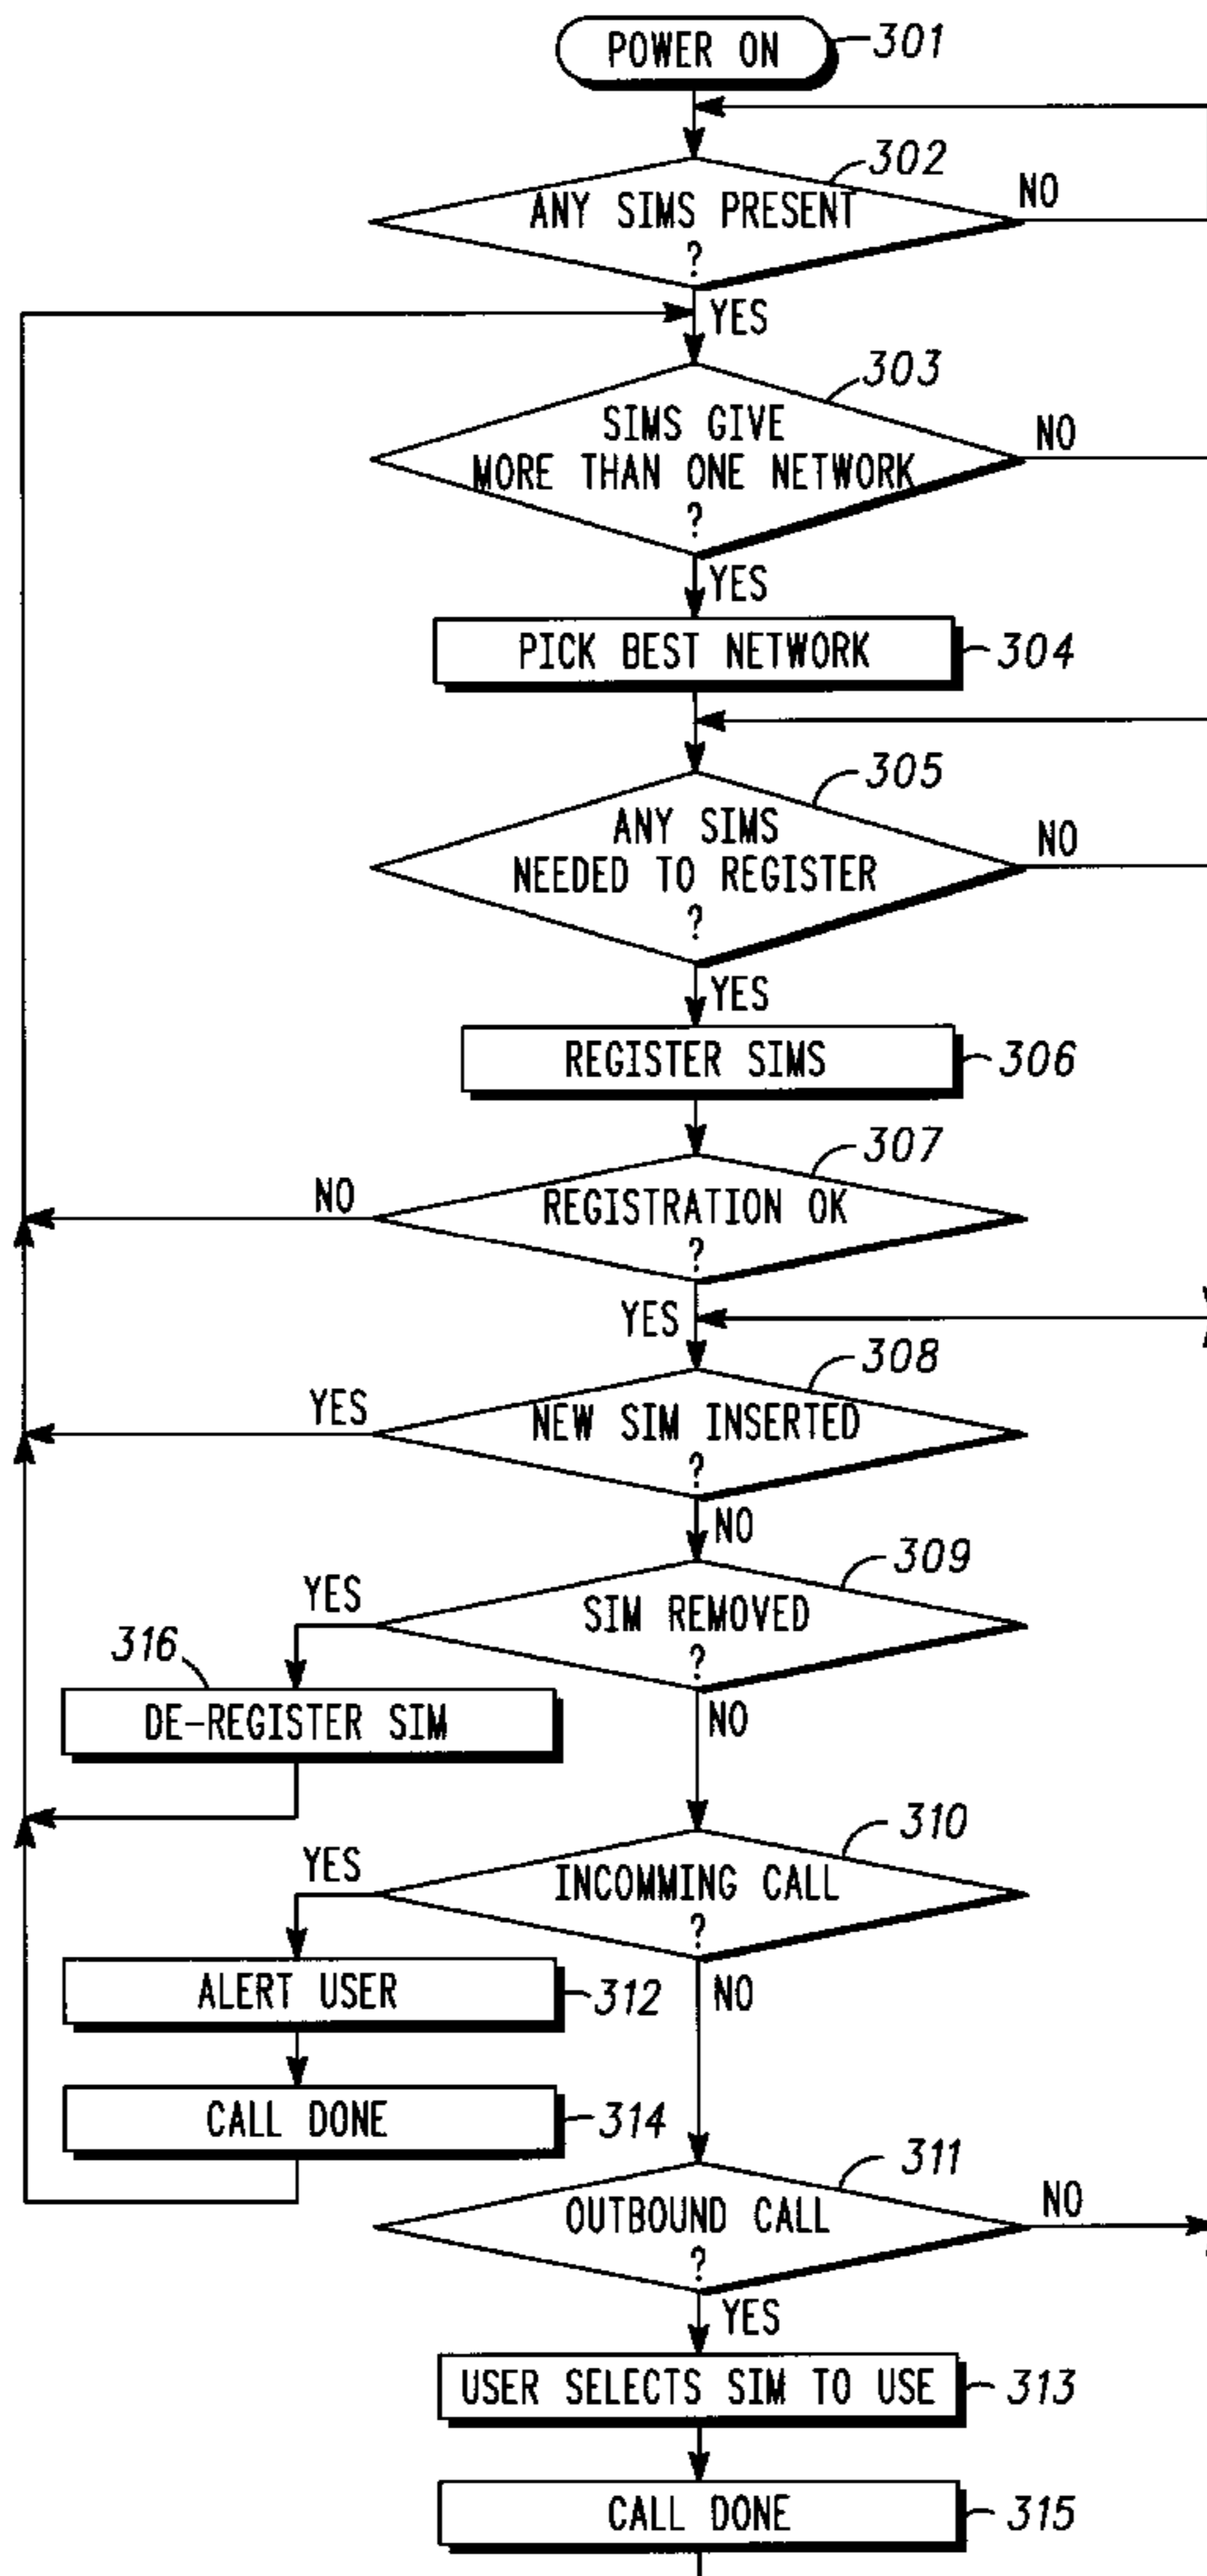 POWER ON
301
302
ANY SIMS PRESENT
?
NO
YES
303
SIMS GIVE
MORE THAN ONE NETWORK
?
NO
YES
PICK BEST NETWORK
304
305
ANY SIMS
NEEDED TO REGISTER
?
NO
YES
REGISTER SIMS
306
307
NO
REGISTRATION OK
?
YES
308
YES
NEW SIM INSERTED
?
NO
309
YES
SIM REMOVED
?
316
NO
DE-REGISTER SIM
310
YES
INCOMMING CALL
?
NO
ALERT USER
312
CALL DONE
314
311
OUTBOUND CALL
?
NO
YES
USER SELECTS SIM TO USE
313
CALL DONE
315